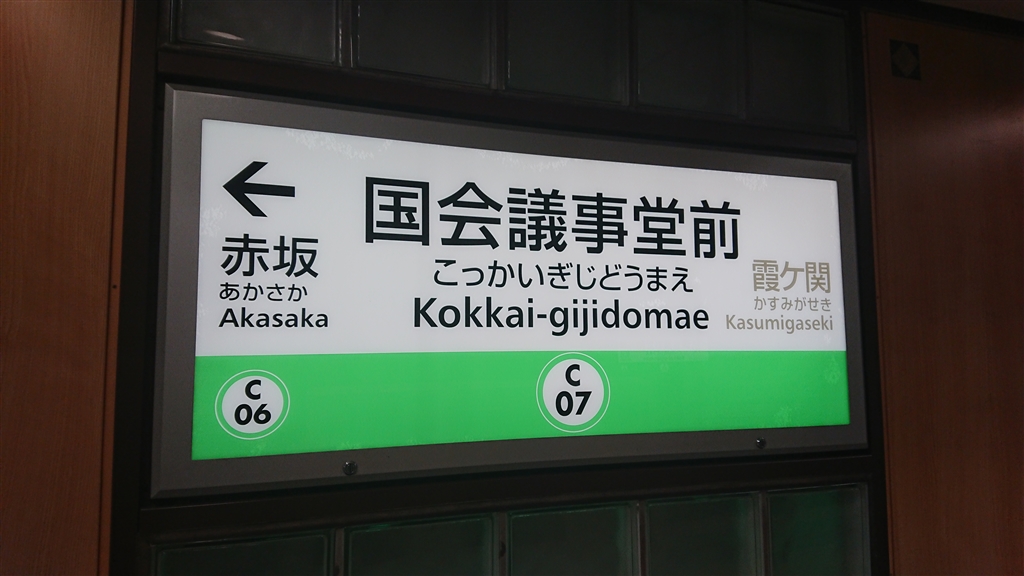 ←
赤坂
あかさか
Akasaka
国会議事堂前
こっかいぎじどうまえ
Kokkai-gijidomae
霞ケ関
かすみがせき
Kasumigaseki
C
06
C
07